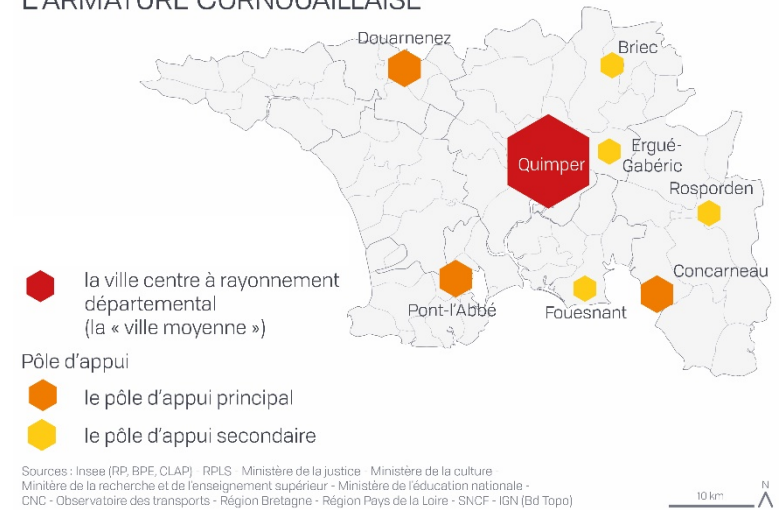 L'ARMATURE CORNOUAILLAISE
Douarnenez
Briec
Quimper
Ergué-
Gabéric
Rosporden
Concarneau
Pont-l'Abbé
Fouesnant
la ville centre à rayonnement
départemental
(la « ville moyenne »)
Pôle d'appui
le pôle d'appui principal
le pôle d'appui secondaire
Sources : Insee (RP, BPE, CLAP) - RPLS - Ministère de la justice - Ministère de la culture -
Minitère de la recherche et de l'enseignement supérieur - Ministère de l'éducation nationale -
CNC - Observatoire des transports - Région Bretagne - Région Pays de la Loire - SNCF - IGN (Bd Topo)
10 km
N